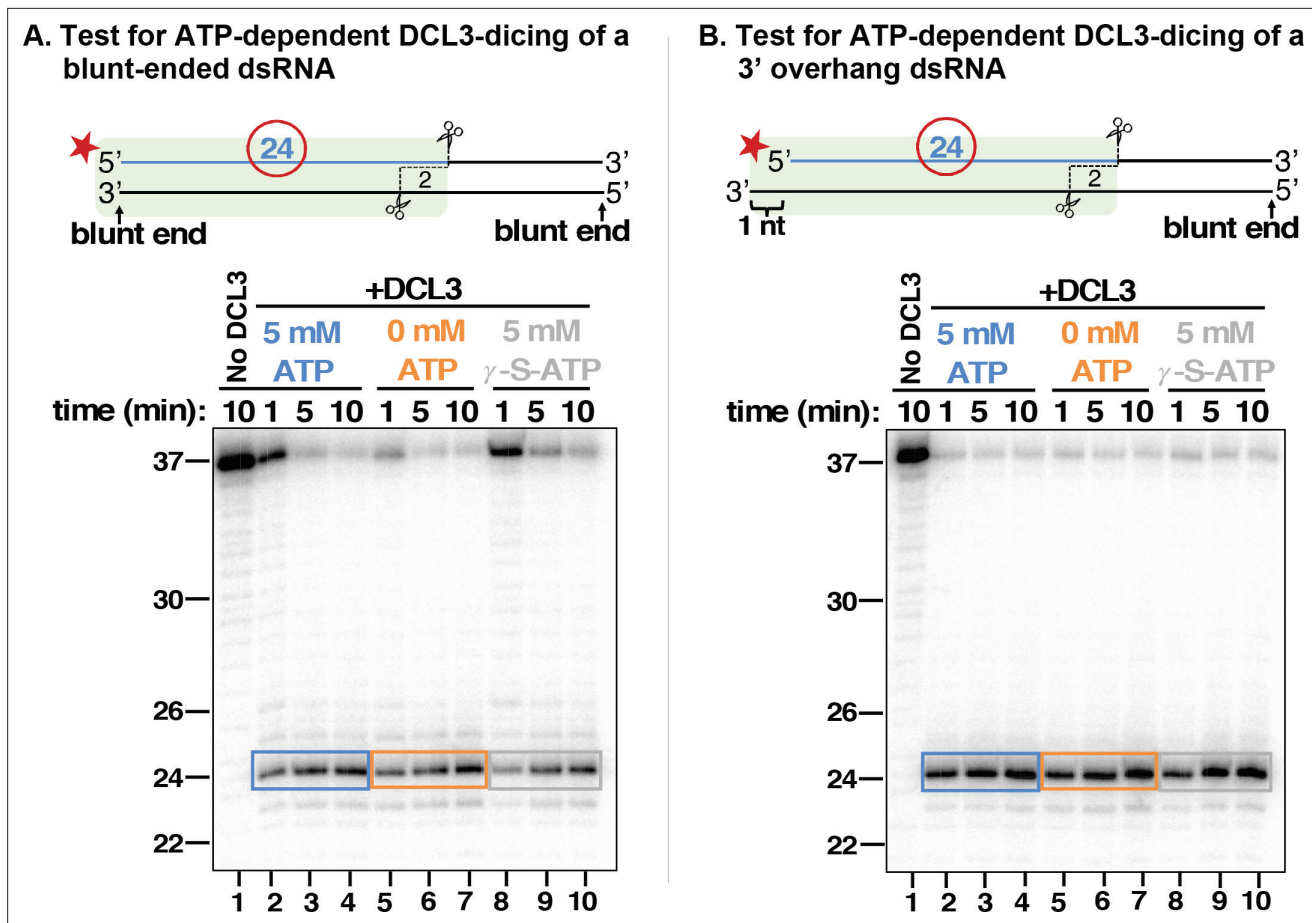 A. Test for ATP-dependent DCL3-dicing of a
blunt-ended dsRNA
24
5’ 3’
2
3’ 5’
blunt end blunt end
No DCL3
+DCL3
5 mM 0 mM 5 mM
ATP ATP γ-S-ATP
time (min): 10 1 5 10 1 5 10 1 5 10
37
30
26
24
22
1 2 3 4 5 6 7 8 9 10
B. Test for ATP-dependent DCL3-dicing of a
3’ overhang dsRNA
24
5’ 3’
2
3’ 5’
1 nt blunt end
No DCL3
+DCL3
5 mM 0 mM 5 mM
ATP ATP γ-S-ATP
time (min): 10 1 5 10 1 5 10 1 5 10
37
30
26
24
22
1 2 3 4 5 6 7 8 9 10